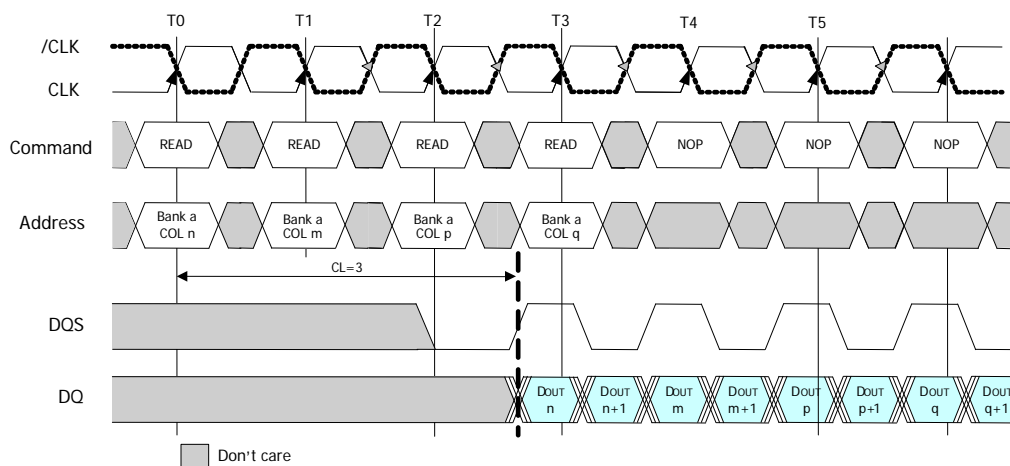 T0 T1 T2 T3 T4 T5
/CLK
CLK
Command READ READ READ READ NOP NOP NOP
Address Bank a COL n Bank a COL m Bank a COL p Bank a COL q
CL=3
DQS
DQ DOUT n DOUT n+1 DOUT m DOUT m+1 DOUT p DOUT p+1 DOUT q DOUT q+1
Don't care